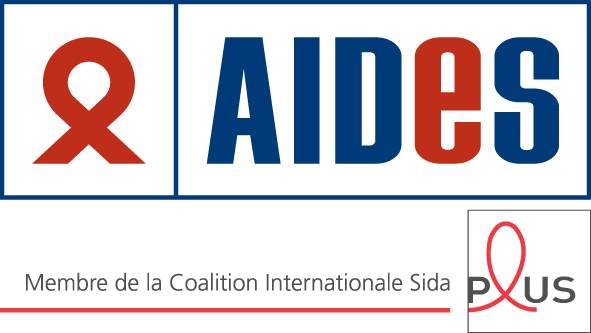 AIDeS
Membre de la Coalition Internationale Sida
PLUS